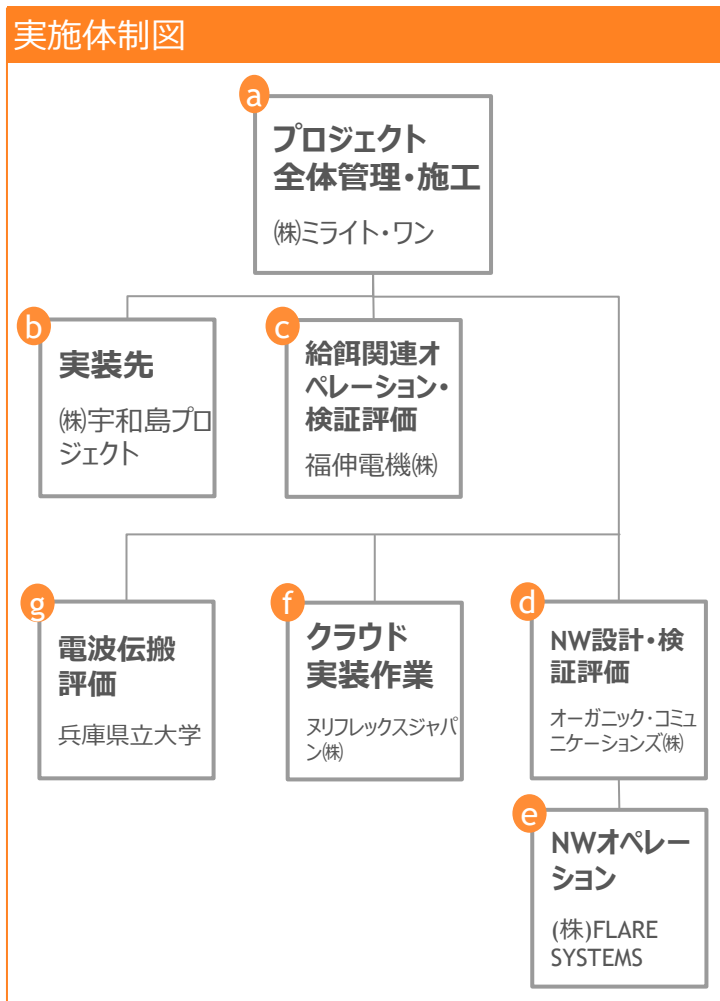 実施体制図
a
プロジェクト
全体管理・施工
㈱ミライト・ワン
b
実装先
㈱宇和島プロ
ジェクト
c
給餌関連オ
ペレーション・
検証評価
福伸電機㈱
g
電波伝搬
評価
兵庫県立大学
f
クラウド
実装作業
ヌリフレックスジャパ
ン㈱
d
NW設計・検
証評価
オーガニック・コミュ
ニケーションズ㈱
e
NWオペレー
ション
(株)FLARE
SYSTEMS